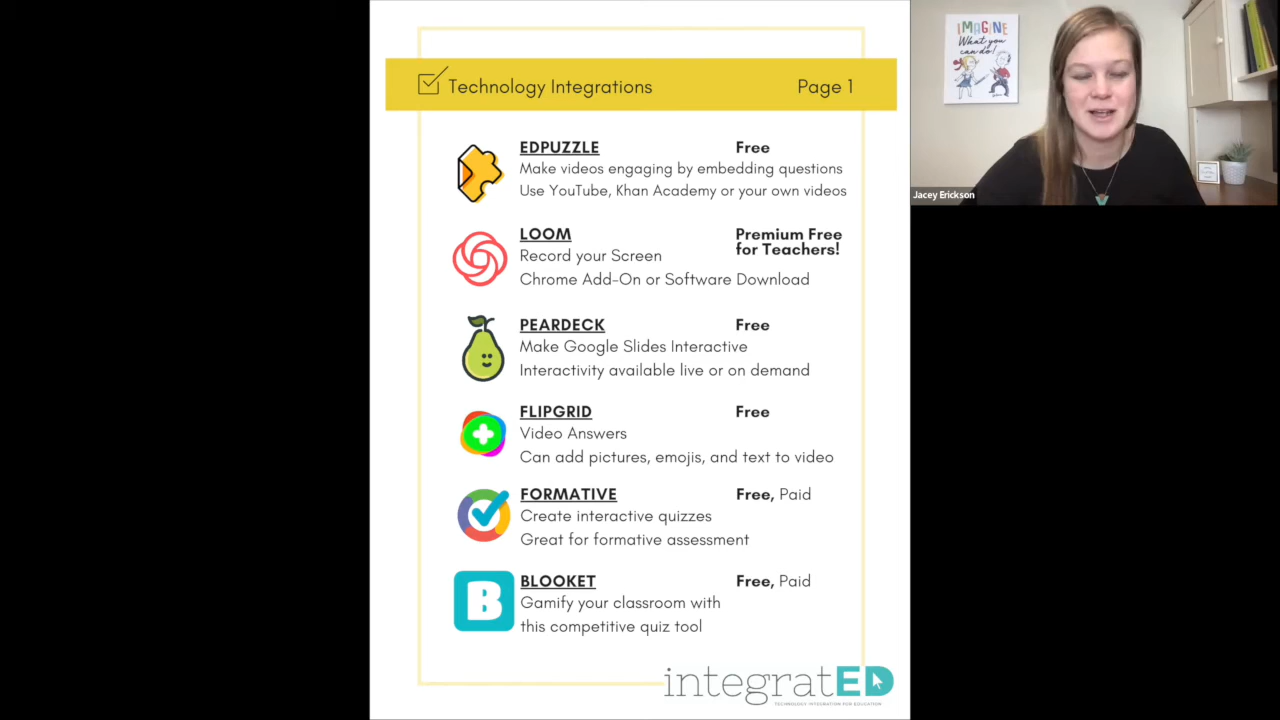 Technology Integrations Page 1
EDPUZZLE Free
Make videos engaging by embedding questions
Use YouTube, Khan Academy or your own videos
LOOM Premium Free
for Teachers!
Record your Screen
Chrome Add-On or Software Download
PEARDECK Free
Make Google Slides Interactive
Interactivity available live or on demand
FLIPGRID Free
Video Answers
Can add pictures, emojis, and text to video
FORMATIVE Free, Paid
Create interactive quizzes
Great for formative assessment
B
BLOOKET Free, Paid
Gamify your classroom with
this competitive quiz tool
integratED
TECHNOLOGY INTEGRATION FOR EDUCATION
IMAGINE
What you
can do!
Jacey Erickson